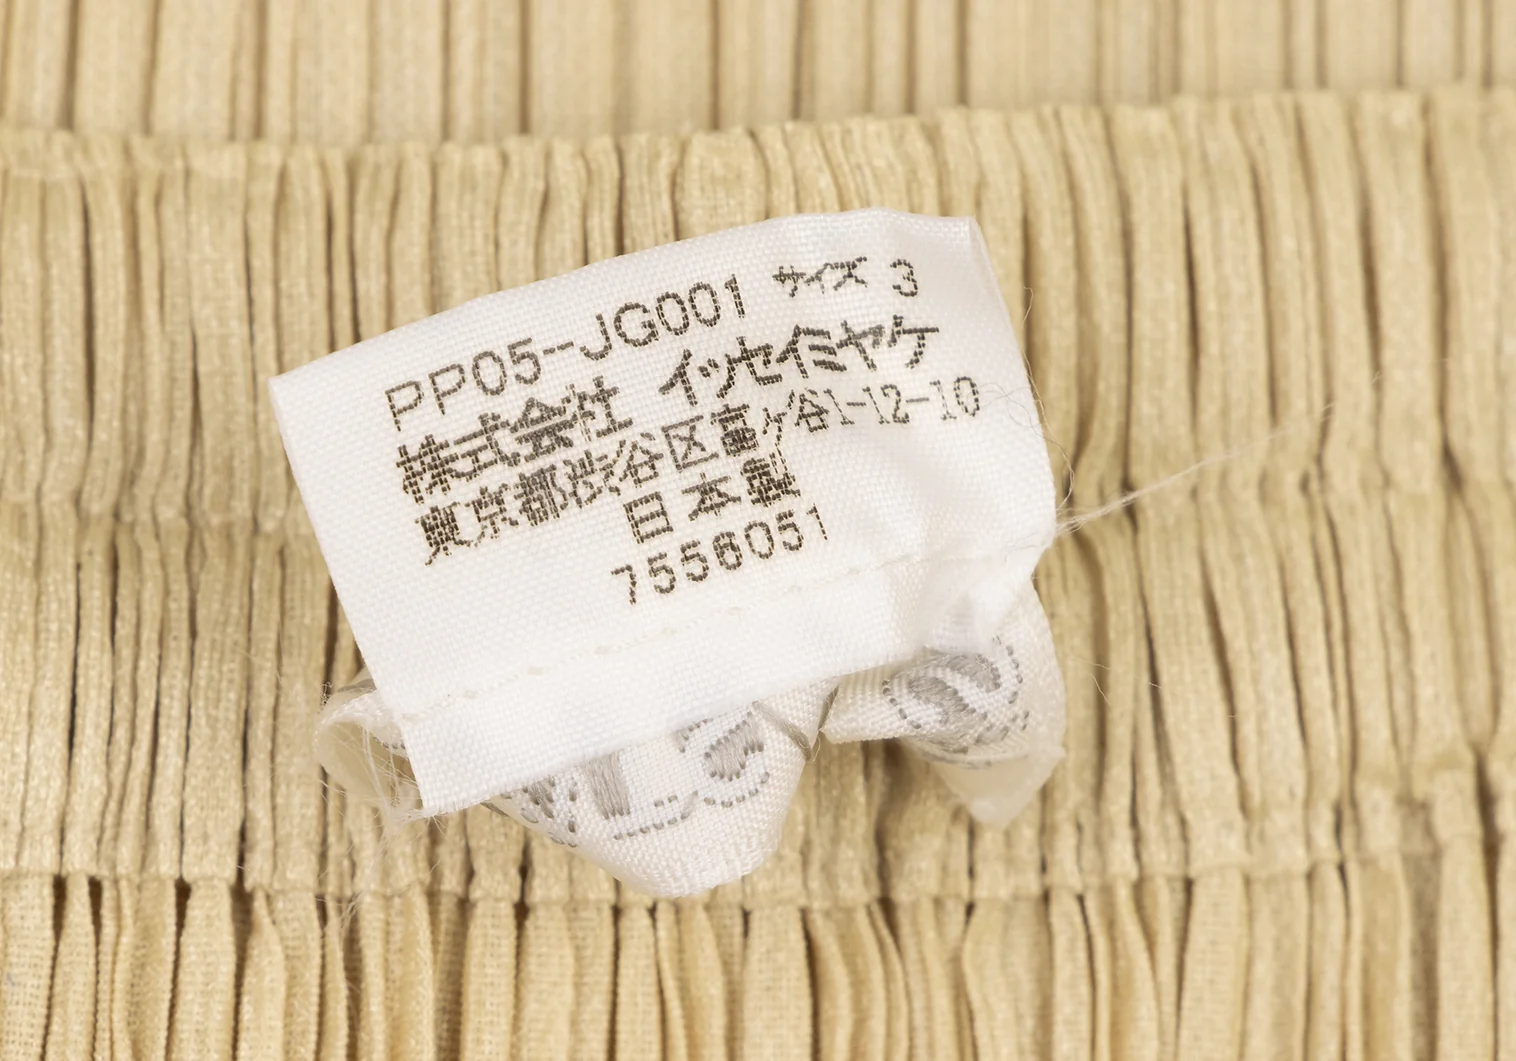 PP05-JG001 サイズ 3
株式会社 イッセイミヤケ
東京都渋谷区富ヶ谷1-12-10
日本製
7556051